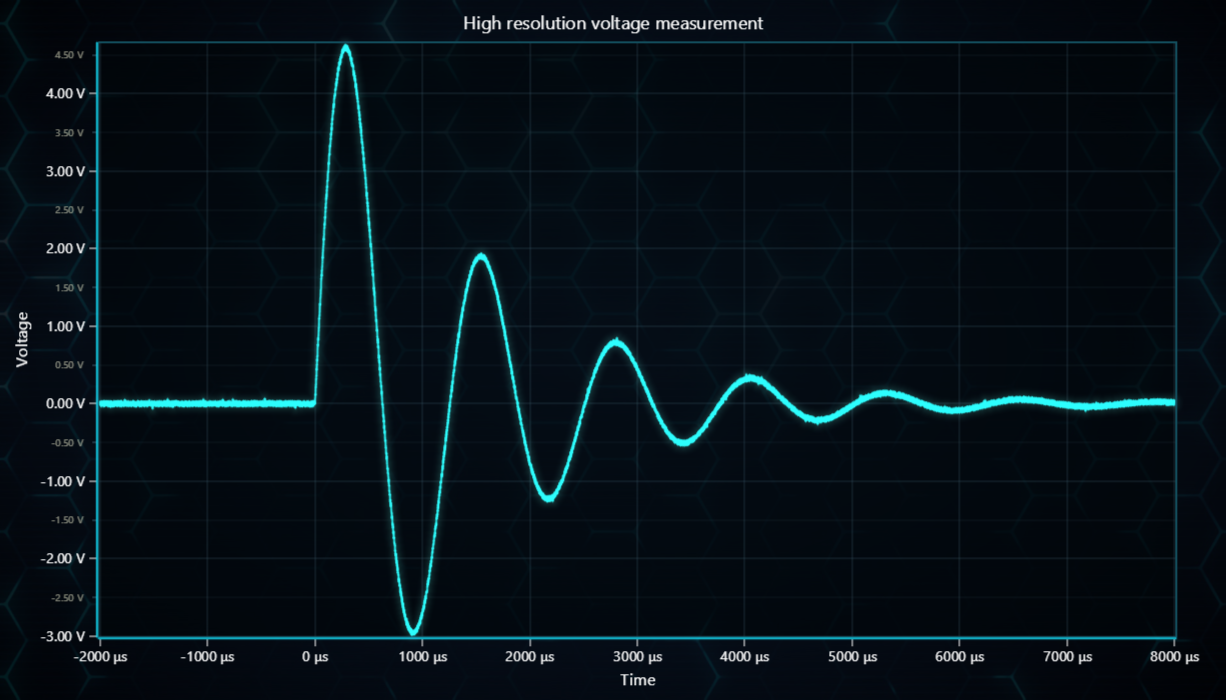 High resolution voltage measurement
4.50 V
4.00 V
3.50 V
3.00 V
2.50 V
2.00 V
1.50 V
1.00 V
0.50 V
0.00 V
-0.50 V
-1.00 V
-1.50 V
-2.00 V
-2.50 V
-3.00 V
Voltage
-2000 µs -1000 µs 0 µs 1000 µs 2000 µs 3000 µs 4000 µs 5000 µs 6000 µs 7000 µs 8000 µs
Time